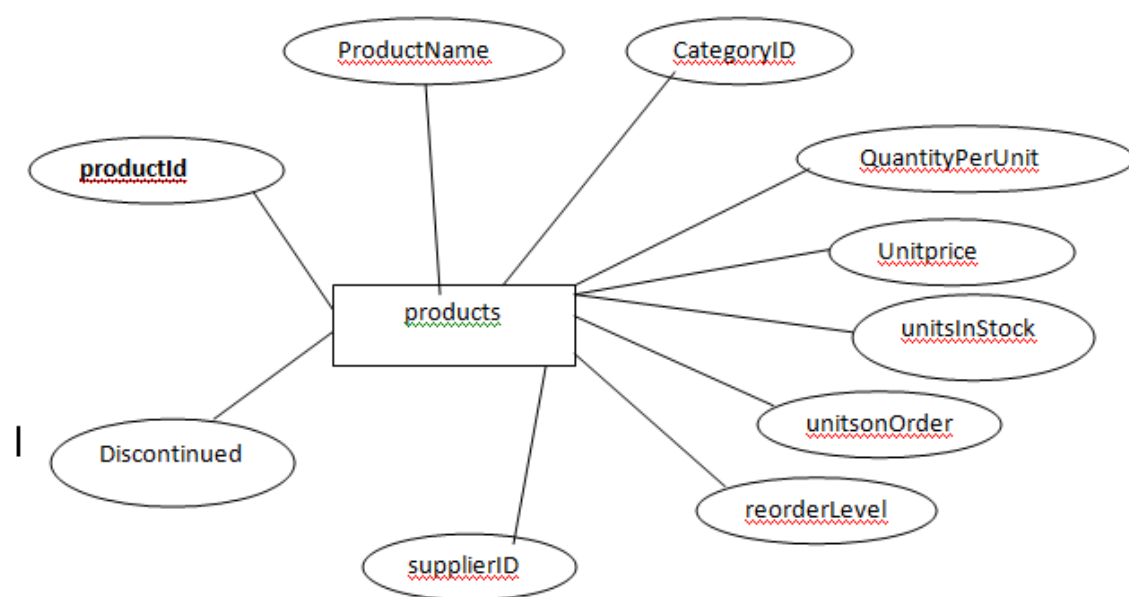 ProductName
CategoryID
productId
QuantityPerUnit
Unitprice
products
unitsInStock
unitsonOrder
Discontinued
reorderLevel
supplierID